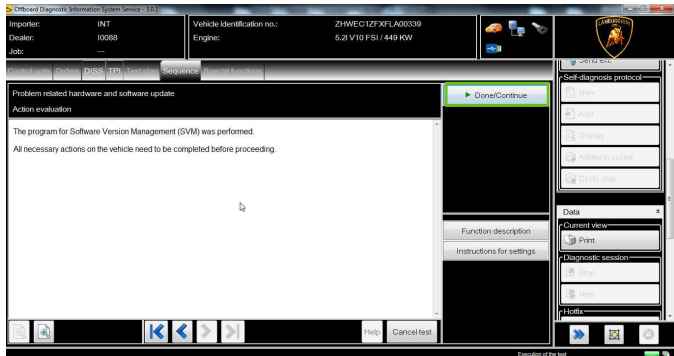 Offboard Diagnostic Information System Service - 3.0.1
Importer: INT
Dealer: 10088
Job: ---
Vehicle identification no.: ZHWEC1ZFXFLA00339
Engine: 5.2l V10 FSI / 449 KW
LAMBORGHINI
Control units Orders DISS TPI Test plan Sequence Special functions
Problem related hardware and software update
Action evaluation
The program for Software Version Management (SVM) was performed.
All necessary actions on the vehicle need to be completed before proceeding.
Done/Continue
Function description
Instructions for settings
Help
Cancel test
Send ext.
Self-diagnosis protocol
New
Add
Display
Added in cycles
Cycle stop
Data
Current view
Print
Diagnostic session
Stop
Next
Hotfix
Execution of the test